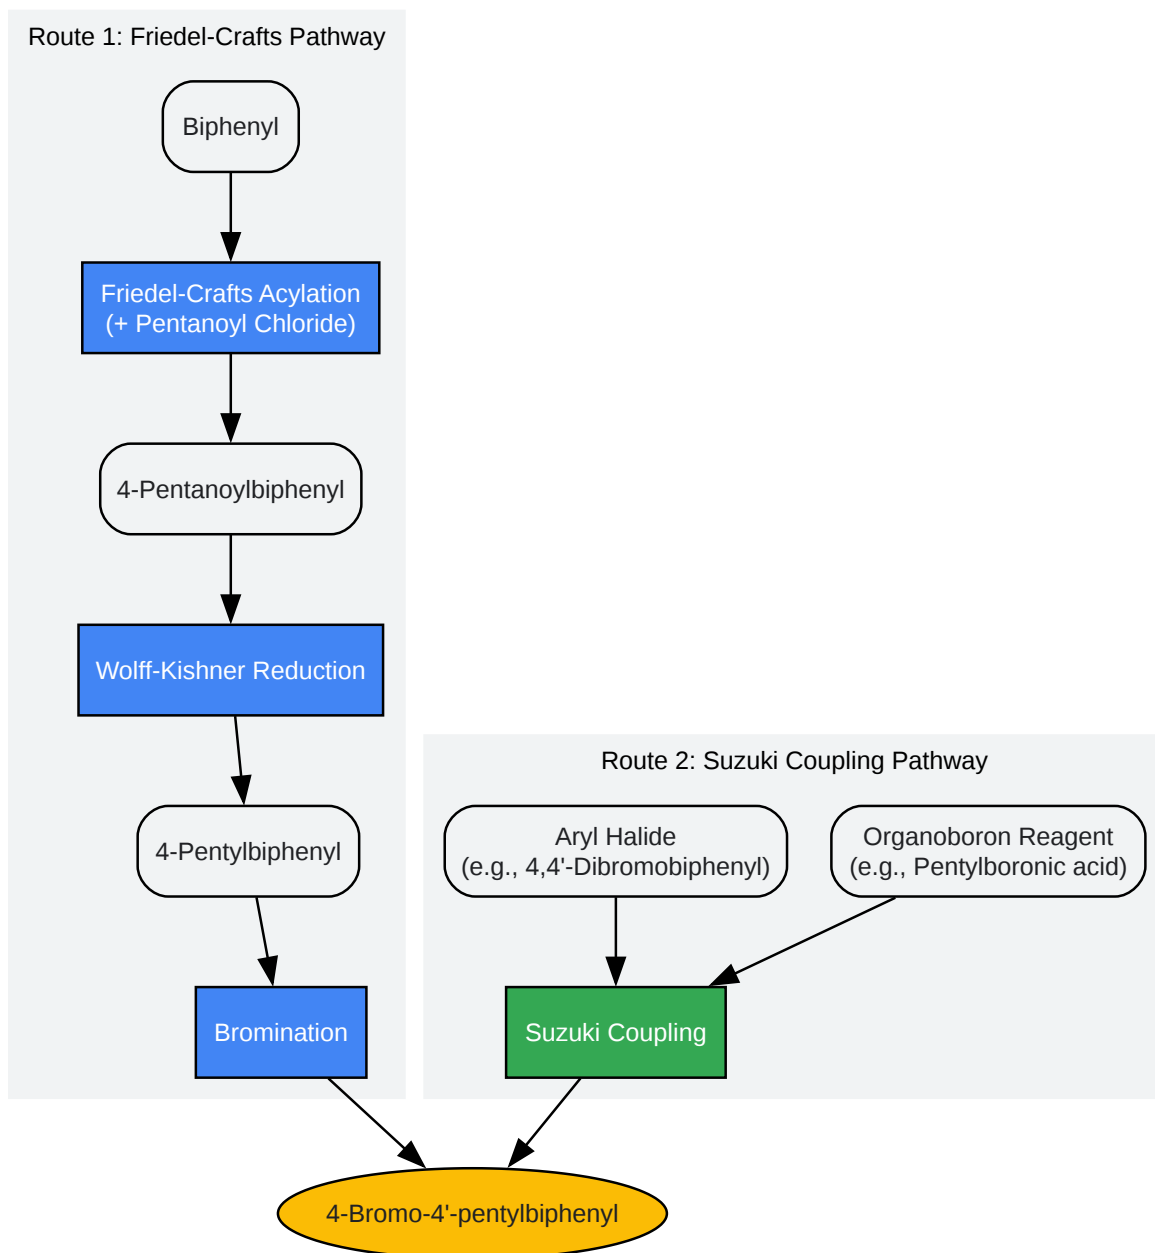 Route 1: Friedel-Crafts Pathway
Biphenyl
Friedel-Crafts Acylation
(+ Pentanoyl Chloride)
4-Pentanoylbiphenyl
Wolff-Kishner Reduction
4-Pentylbiphenyl
Bromination
Route 2: Suzuki Coupling Pathway
Aryl Halide
(e.g., 4,4'-Dibromobiphenyl)
Organoboron Reagent
(e.g., Pentylboronic acid)
Suzuki Coupling
4-Bromo-4'-pentylbiphenyl